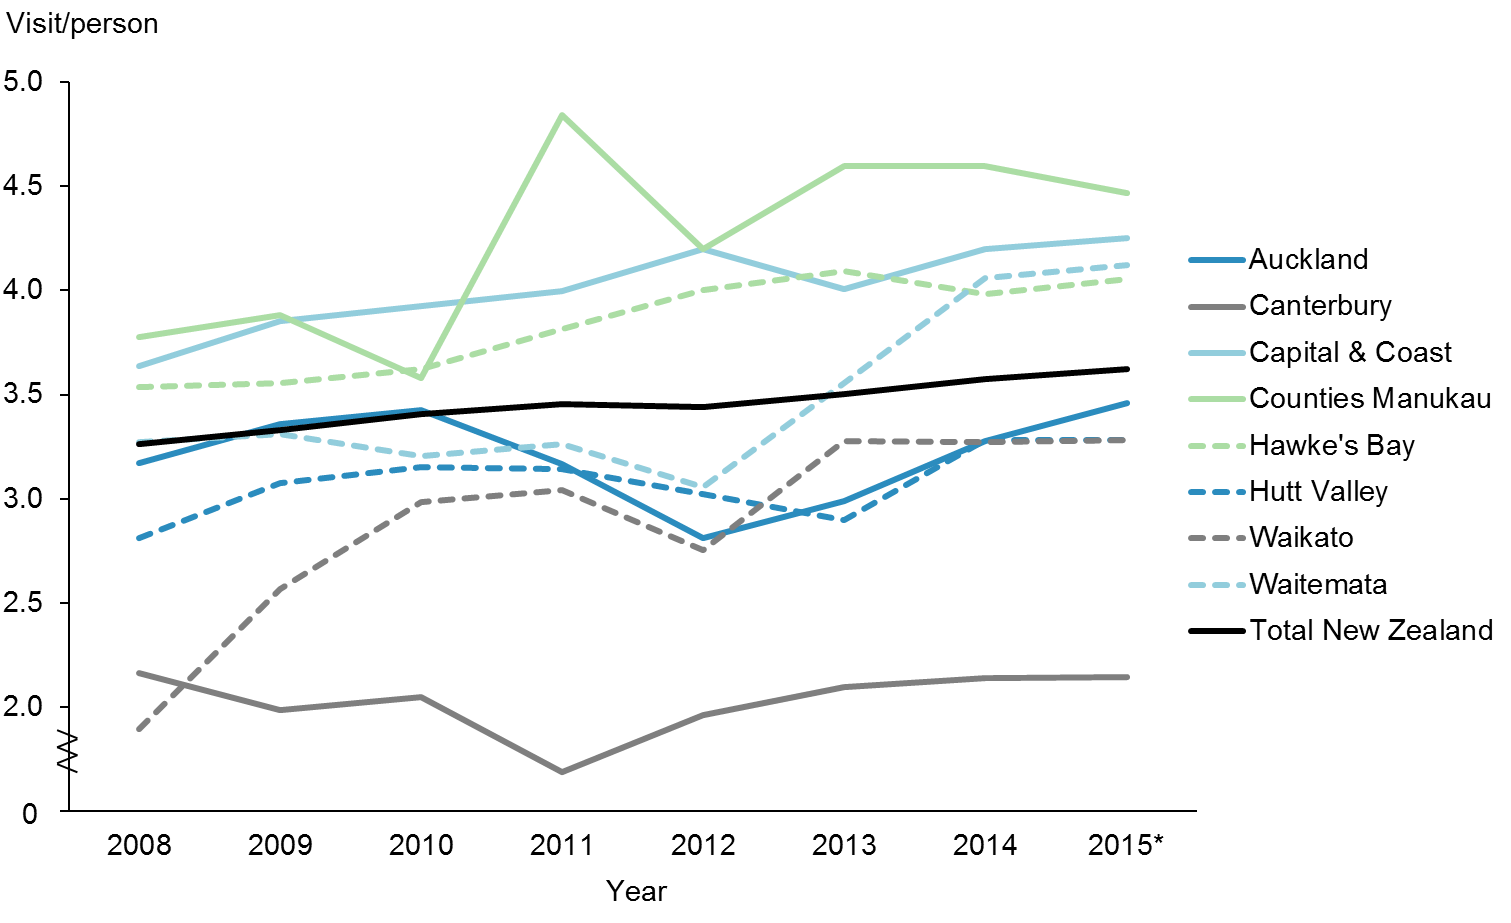 Visit/person
5.0
4.5
4.0
3.5
3.0
2.5
2.0
0
2008 2009 2010 2011 2012 2013 2014 2015*
Year
Auckland
Canterbury
Capital & Coast
Counties Manukau
Hawke's Bay
Hutt Valley
Waikato
Waitemata
Total New Zealand